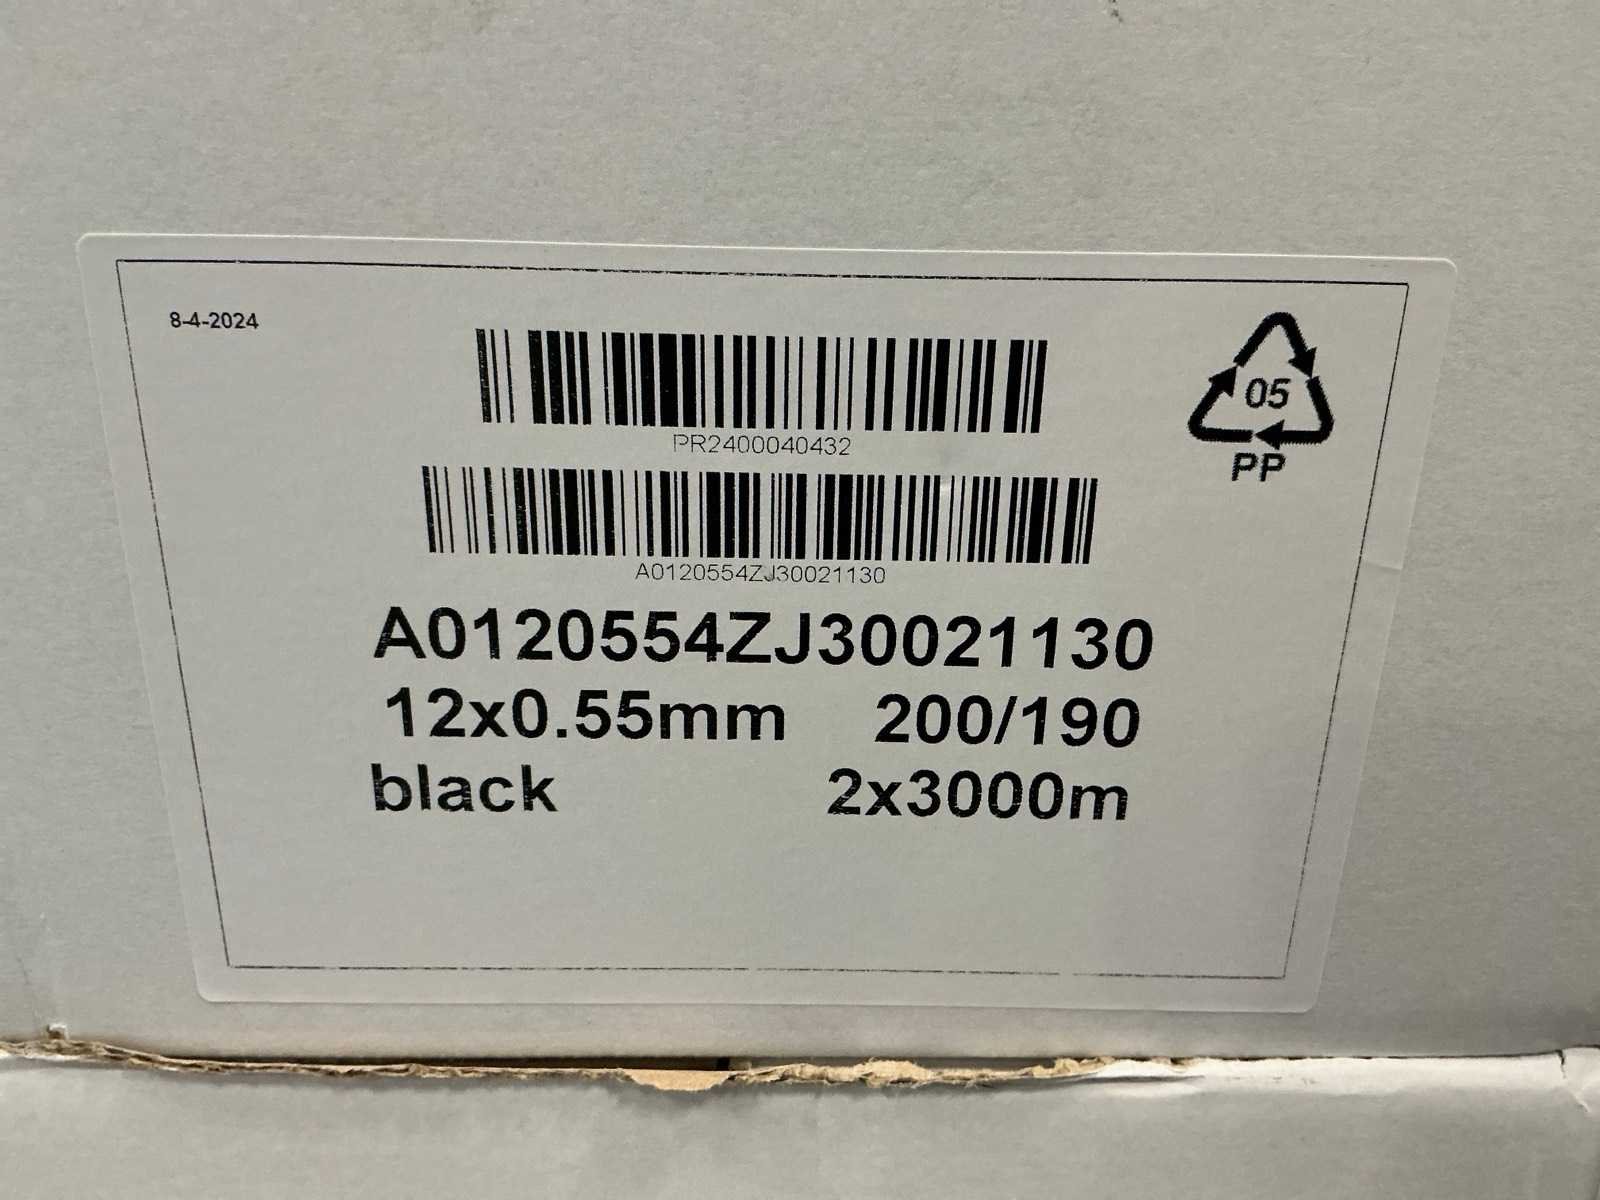 8-4-2024
PR2400040432
05
PP
A0120554ZJ30021130
A0120554ZJ30021130
12x0.55mm 200/190
black 2x3000m